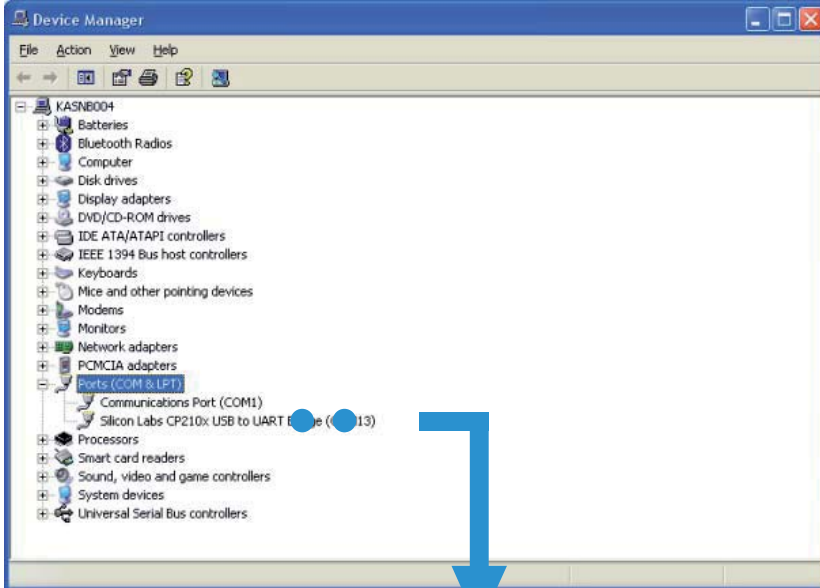 Device Manager
File Action View Help
KASNB004
Batteries
Bluetooth Radios
Computer
Disk drives
Display adapters
DVD/CD-ROM drives
IDE ATA/ATAPI controllers
IEEE 1394 Bus host controllers
Keyboards
Mice and other pointing devices
Modems
Monitors
Network adapters
PCMCIA adapters
Ports (COM & LPT)
Communications Port (COM1)
Silicon Labs CP210x USB to UART
Processors
Smart card readers
Sound, video and game controllers
System devices
Universal Serial Bus controllers